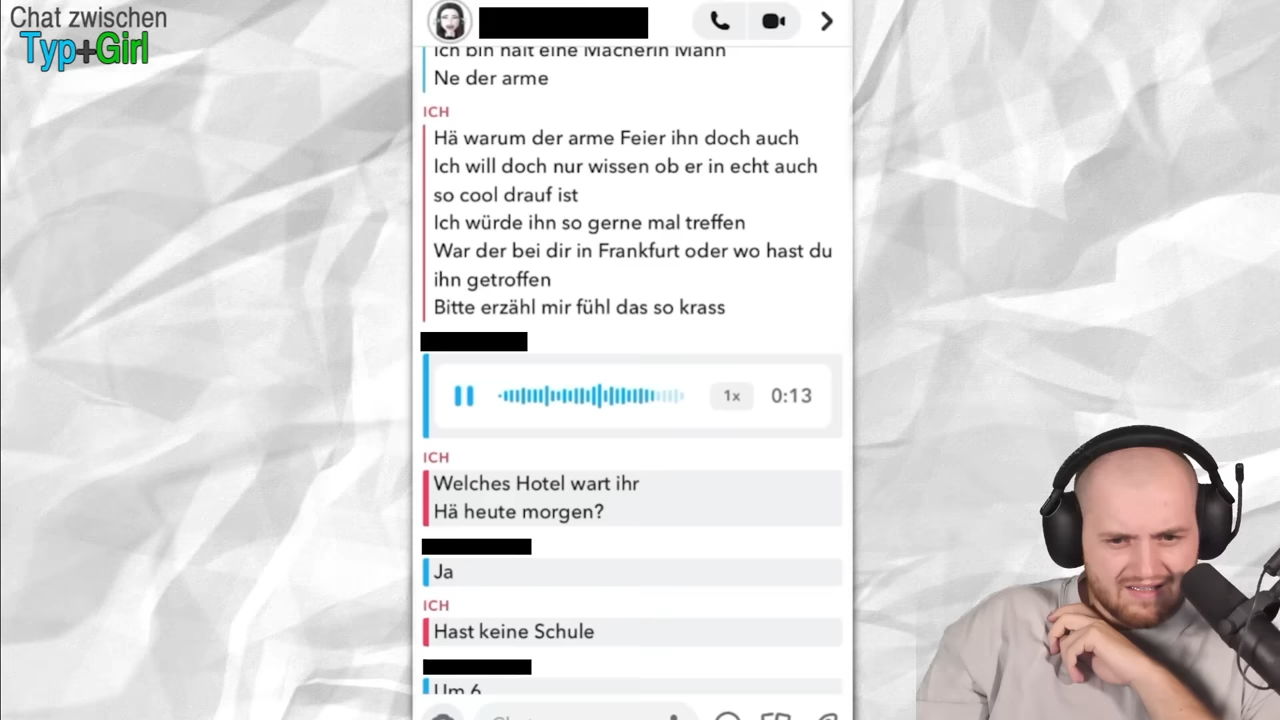 Chat zwischen
Typ+Girl
Ich bin halt eine Macherin Mann
Ne der arme
ICH
Hä warum der arme Feier ihn doch auch
Ich will doch nur wissen ob er in echt auch
so cool drauf ist
Ich würde ihn so gerne mal treffen
War der bei dir in Frankfurt oder wo hast du
ihn getroffen
Bitte erzähl mir fühl das so krass
1x 0:13
ICH
Welches Hotel wart ihr
Hä heute morgen?
Ja
ICH
Hast keine Schule
Um 6